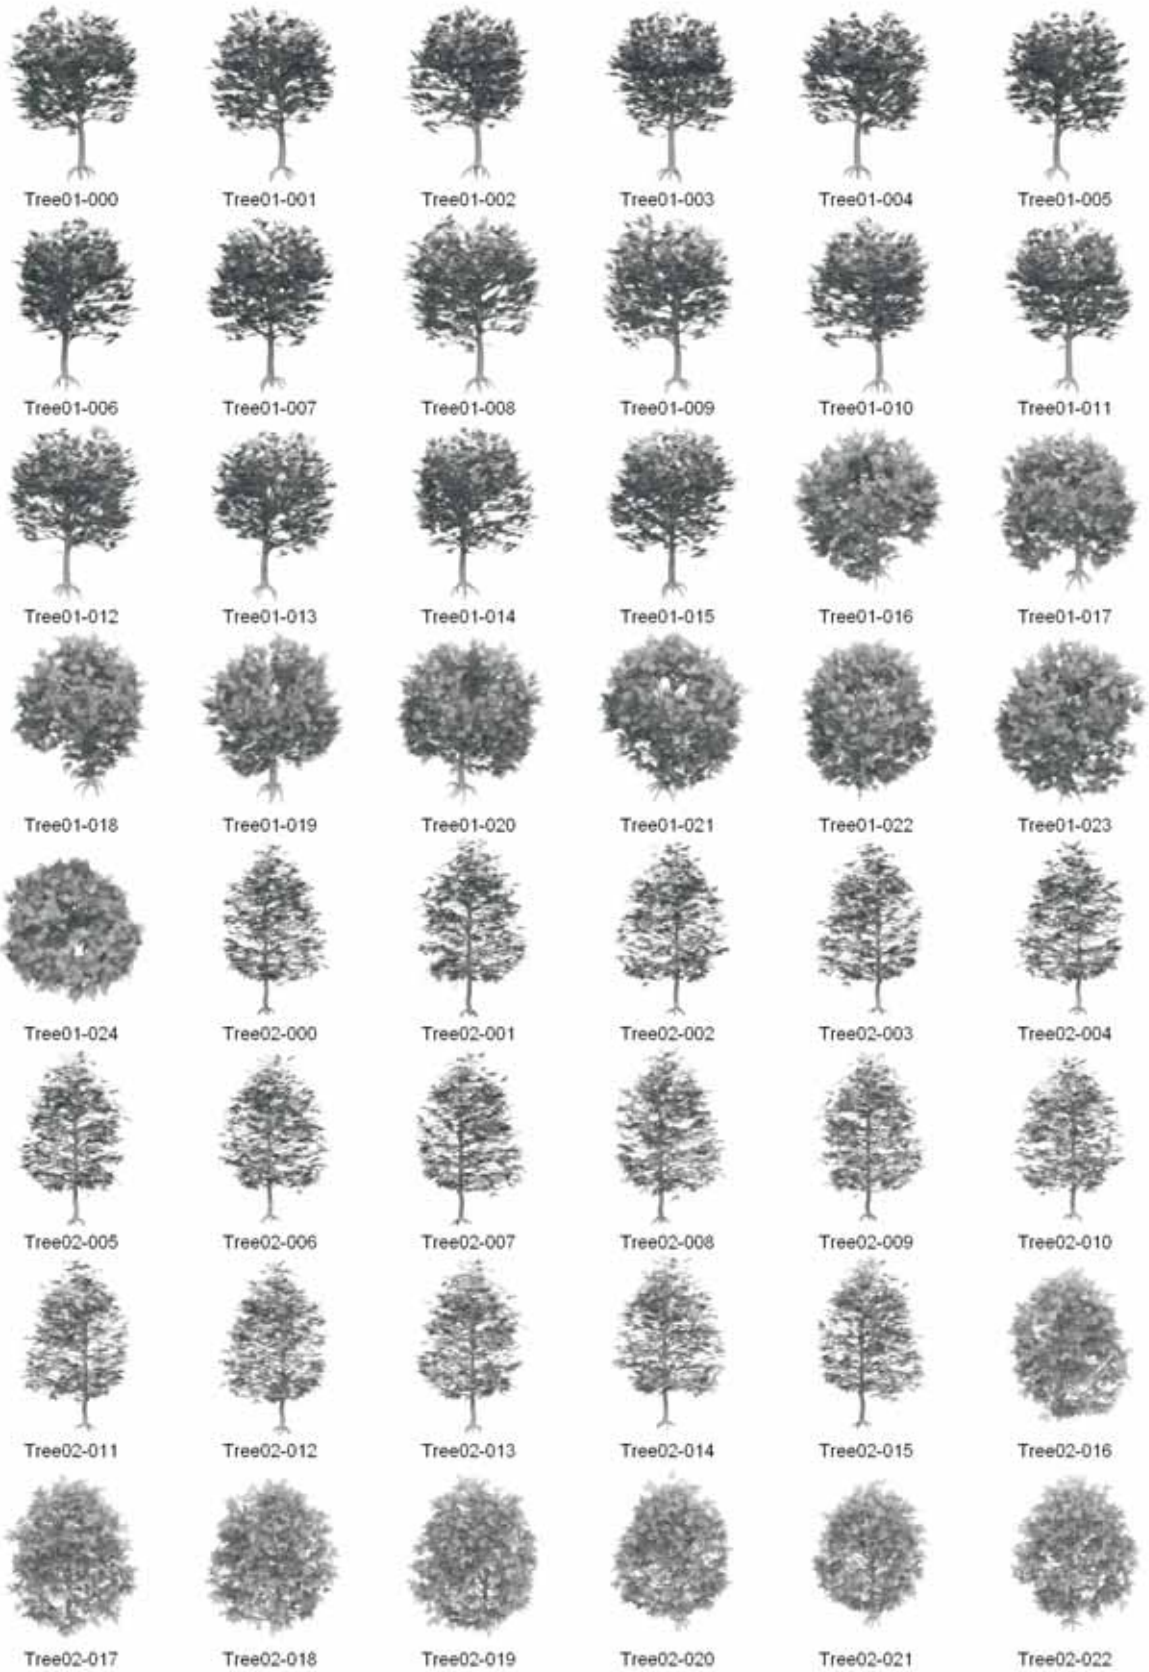 Tree01-000 Tree01-001 Tree01-002 Tree01-003 Tree01-004 Tree01-005
Tree01-006 Tree01-007 Tree01-008 Tree01-009 Tree01-010 Tree01-011
Tree01-012 Tree01-013 Tree01-014 Tree01-015 Tree01-016 Tree01-017
Tree01-018 Tree01-019 Tree01-020 Tree01-021 Tree01-022 Tree01-023
Tree01-024 Tree02-000 Tree02-001 Tree02-002 Tree02-003 Tree02-004
Tree02-005 Tree02-006 Tree02-007 Tree02-008 Tree02-009 Tree02-010
Tree02-011 Tree02-012 Tree02-013 Tree02-014 Tree02-015 Tree02-016
Tree02-017 Tree02-018 Tree02-019 Tree02-020 Tree02-021 Tree02-022